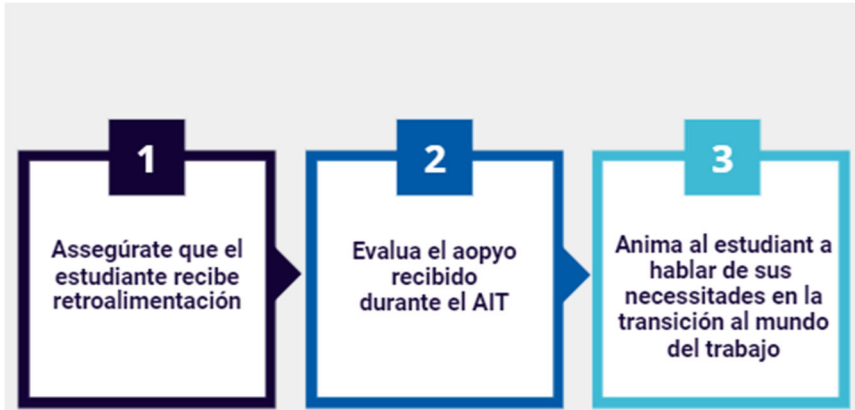 1
Assegúrate que el
estudiante recibe
retroalimentación
2
Evalua el aopyo
recibido
durante el AIT
3
Anima al estudiant a
hablar de sus
necessitades en la
transición al mundo
del trabajo